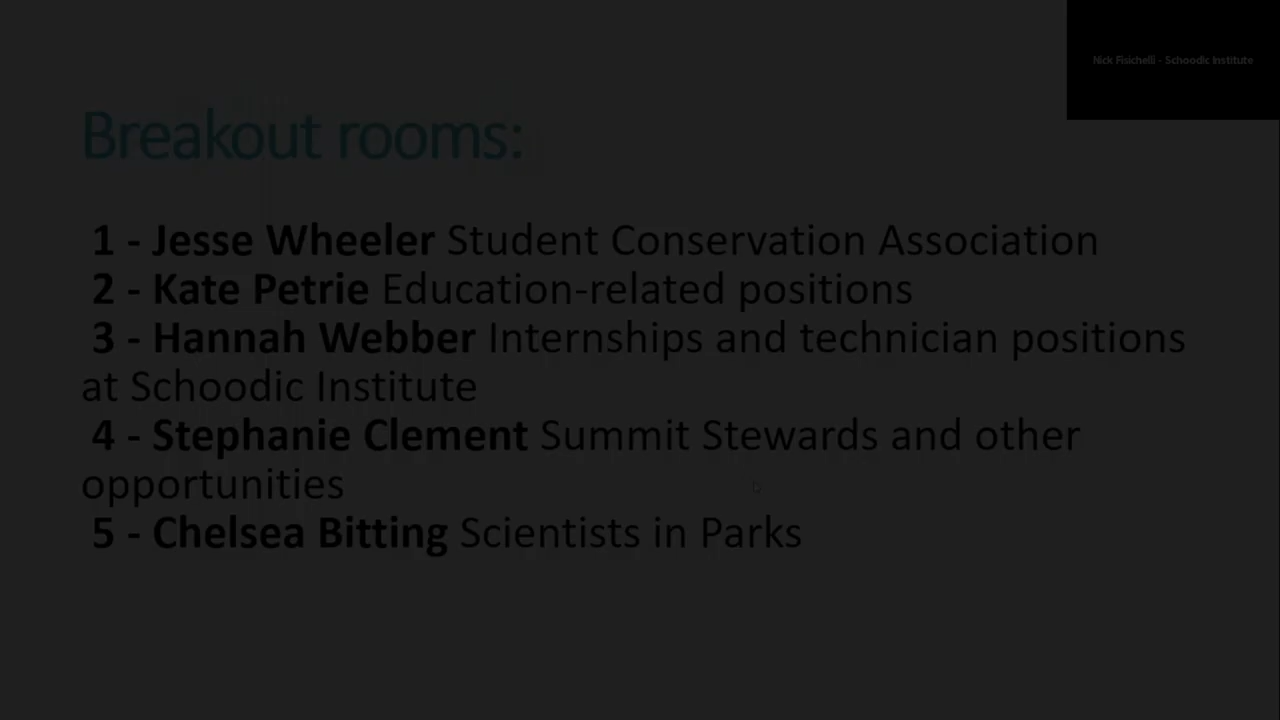 Nick Fisichelli - Schoodic Institute
Breakout rooms:
1 - Jesse Wheeler Student Conservation Association
2 - Kate Petrie Education-related positions
3 - Hannah Webber Internships and technician positions
at Schoodic Institute
4 - Stephanie Clement Summit Stewards and other
opportunities
5 - Chelsea Bitting Scientists in Parks